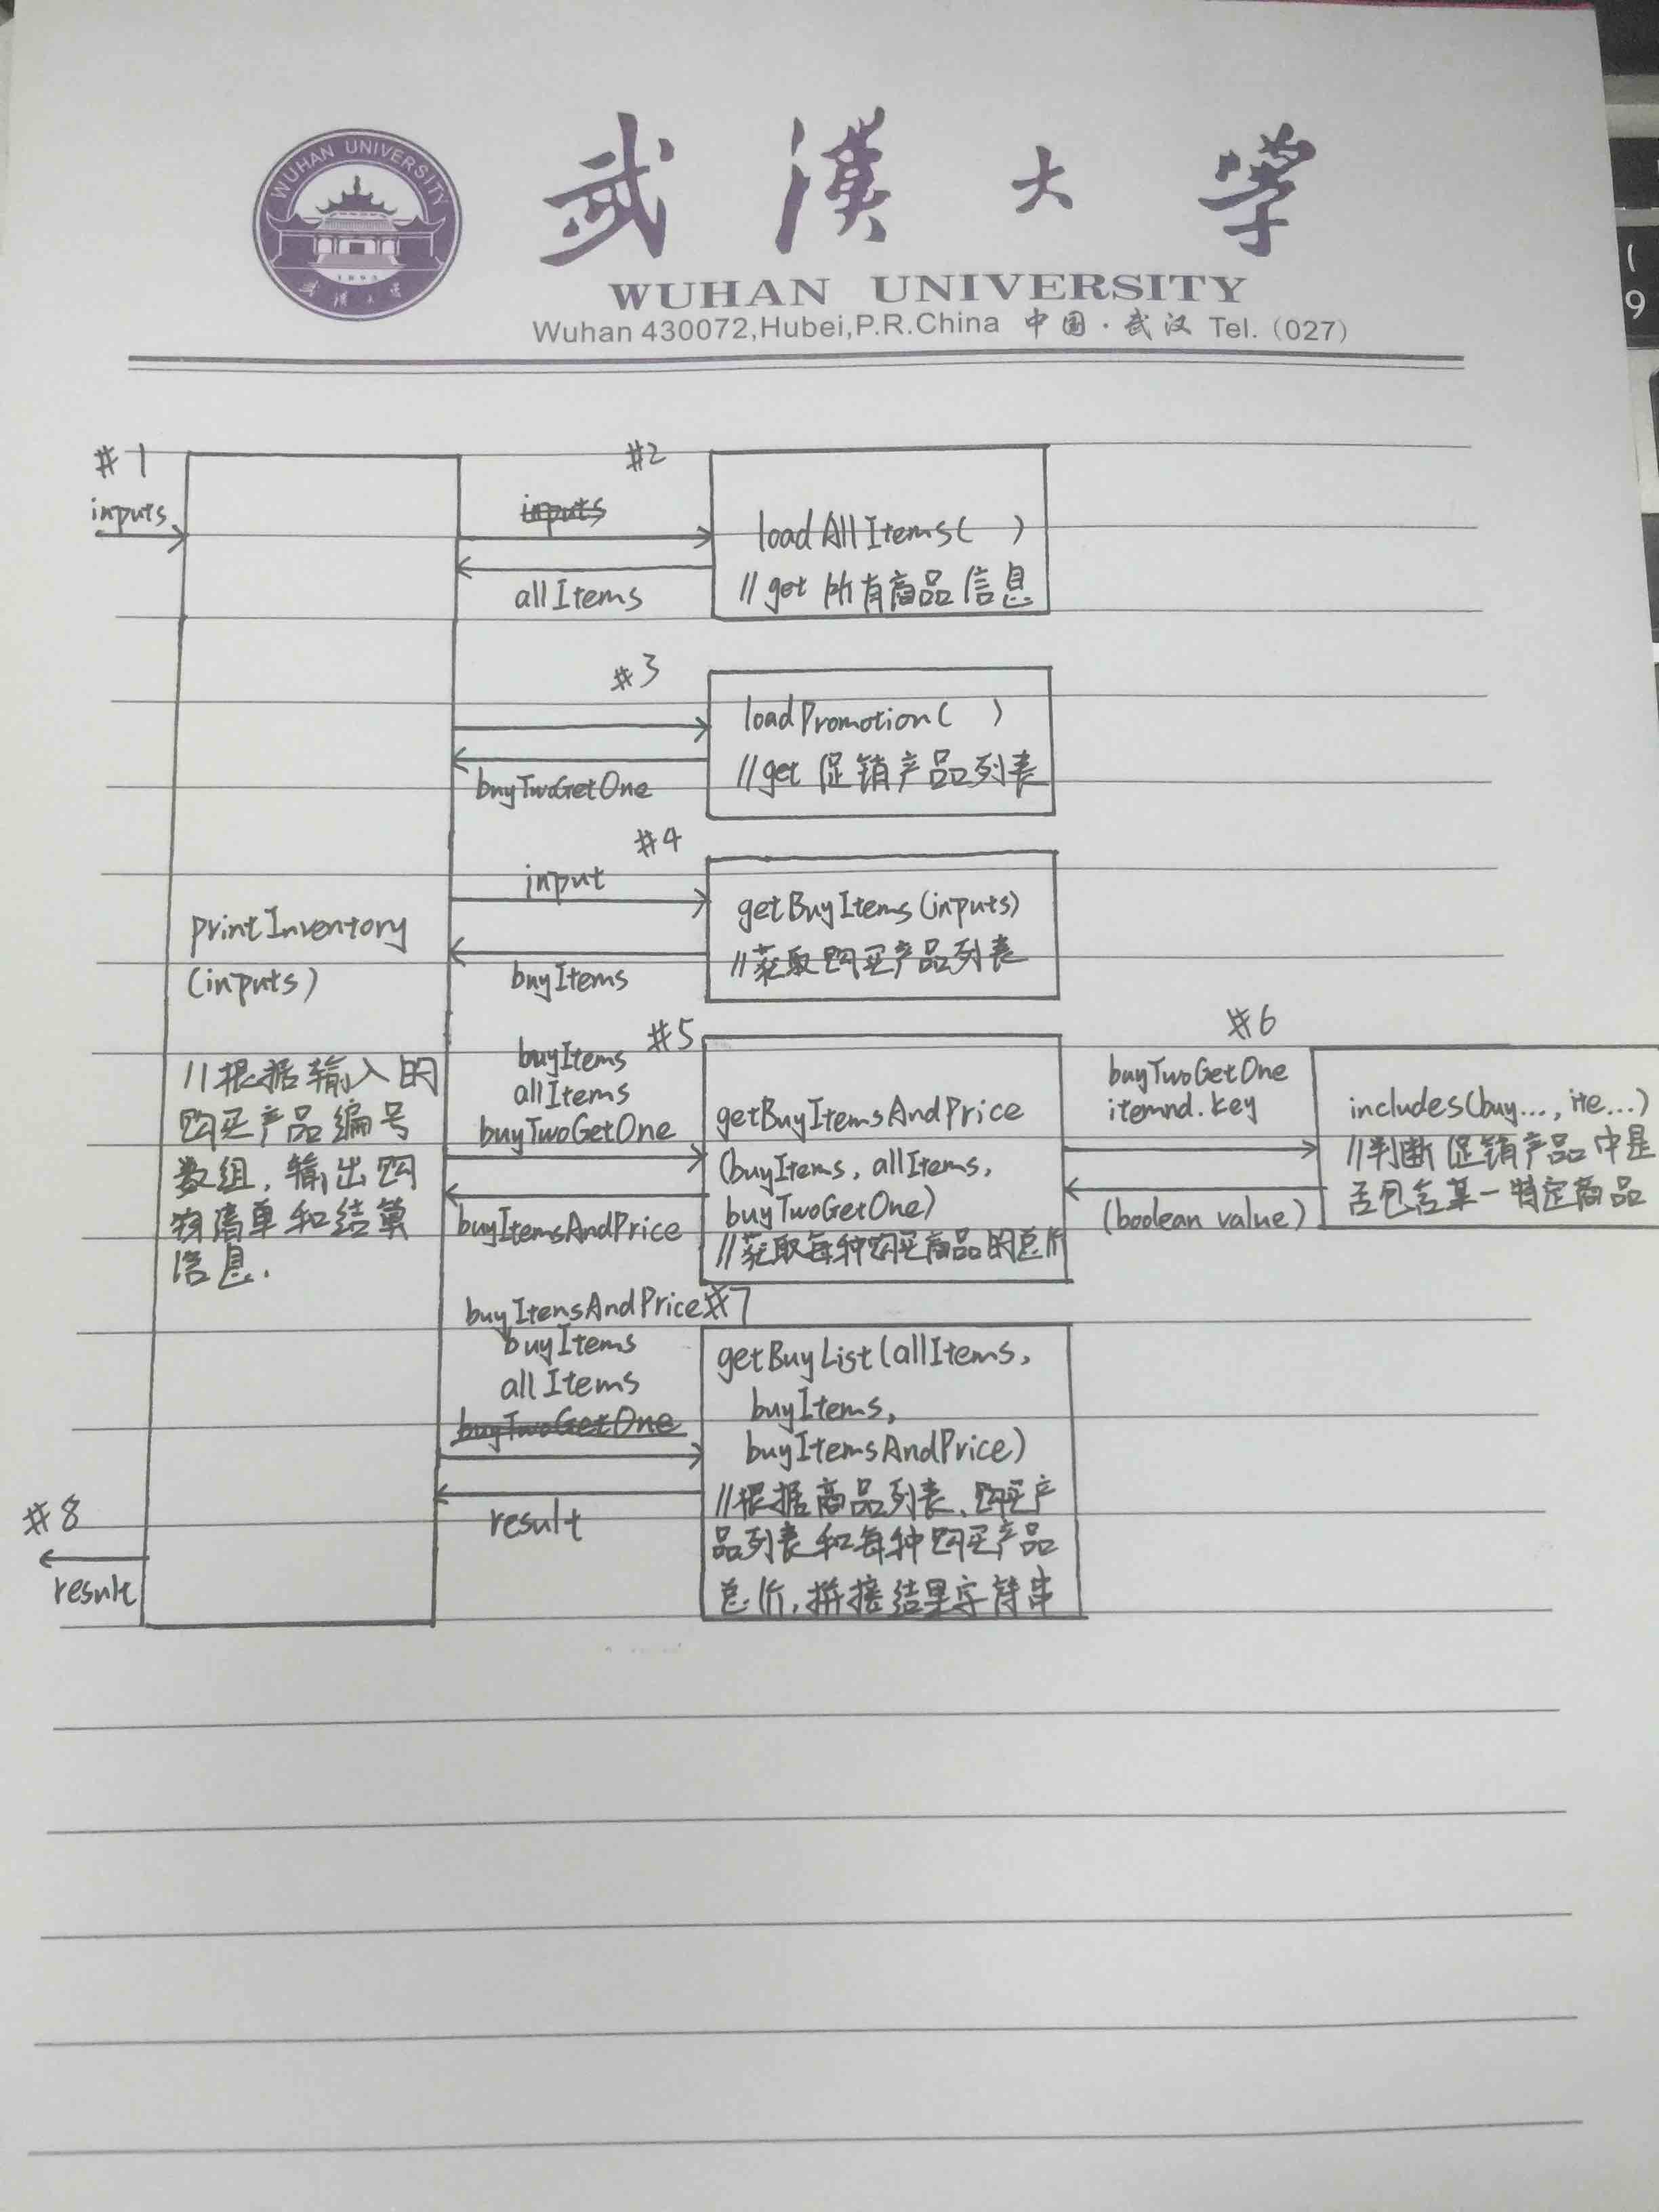 WUHAN UNIVERSITY
1893
武漢大學
武漢大學
WUHAN UNIVERSITY
Wuhan 430072,Hubei,P.R.China 中国·武汉 Tel. (027)
#1
inputs
printInventory
(inputs)
//根据输入的
购买产品编号
数组,输出购
物清单和结算
信息.
#2
inputs
allItems
loadAllItems( )
//get 所有商品信息
#3
buyTwoGetOne
loadPromotion( )
//get 促销产品列表
#4
input
buyItems
getBuyItems(inputs)
//获取购买产品列表
#5
buyItems
allItems
buyTwoGetOne
buyItemsAndPrice
getBuyItemsAndPrice
(buyItems, allItems,
buyTwoGetOne)
//获取每种购买商品的总价
#6
buyTwoGetOne
itemnd.key
(boolean value)
includes(buy..., ite...)
//判断促销产品中是
否包含某一特定商品
#7
buyItemsAndPrice
buyItems
allItems
buyTwoGetOne
result
getBuyList(allItems,
buyItems,
buyItemsAndPrice)
//根据商品列表、购买产
品列表和每种购买产品
总价,拼接结果字符串
#8
result
(
9